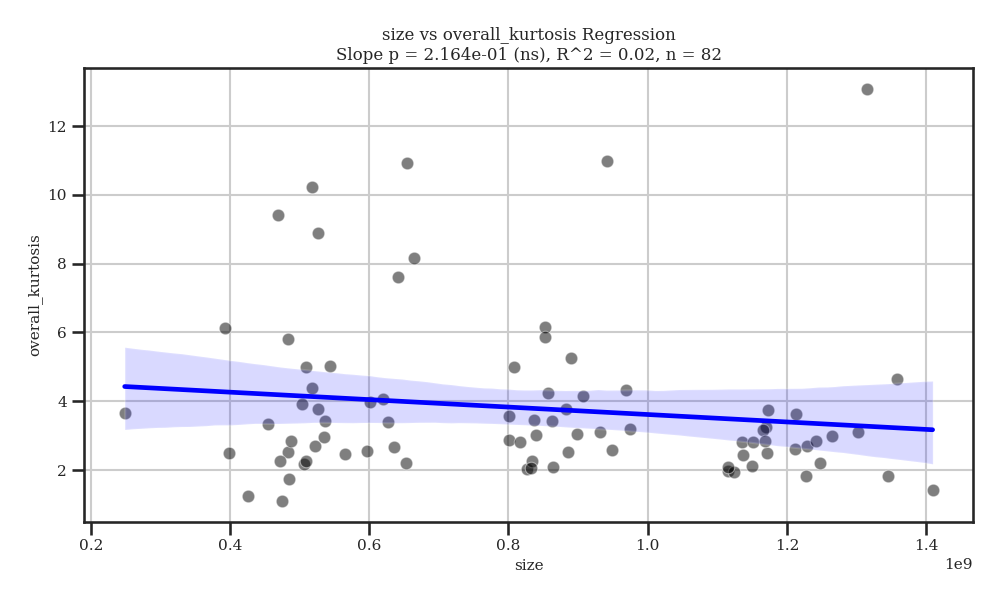 size vs overall_kurtosis Regression
Slope p = 2.164e-01 (ns), R^2 = 0.02, n = 82
12
10
8
6
4
2
overall_kurtosis
0.2
0.4
0.6
0.8
1.0
1.2
1.4
1e9
size